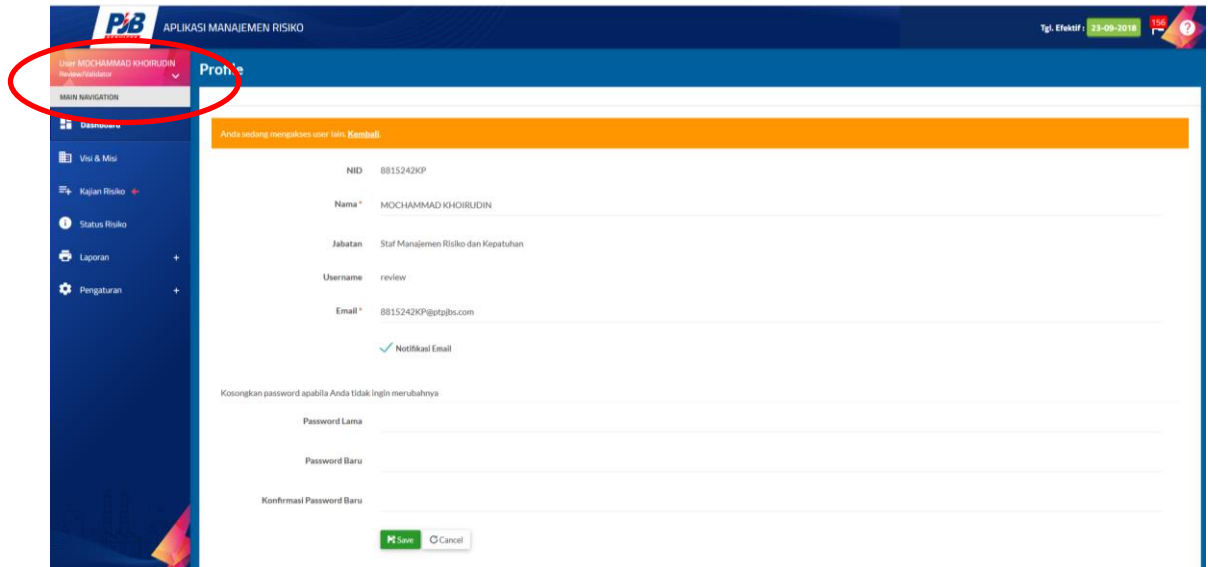 PJB
SERVICES
APLIKASI MANAJEMEN RISIKO
Tgl. Efektif : 23-09-2018
156
?
User MOCHAMMAD KHOIRUDIN
Review/Validator
MAIN NAVIGATION
Dashboard
Visi & Misi
Kajian Risiko
Status Risiko
Laporan +
Pengaturan +
Profile
Anda sedang mengakses user lain. Kembali.
NID 8815242KP
Nama * MOCHAMMAD KHOIRUDIN
Jabatan Staf Manajemen Risiko dan Kepatuhan
Username review
Email * 8815242KP@ptpjbs.com
Notifikasi Email
Kosongkan password apabila Anda tidak ingin merubahnya
Password Lama
Password Baru
Konfirmasi Password Baru
Save Cancel